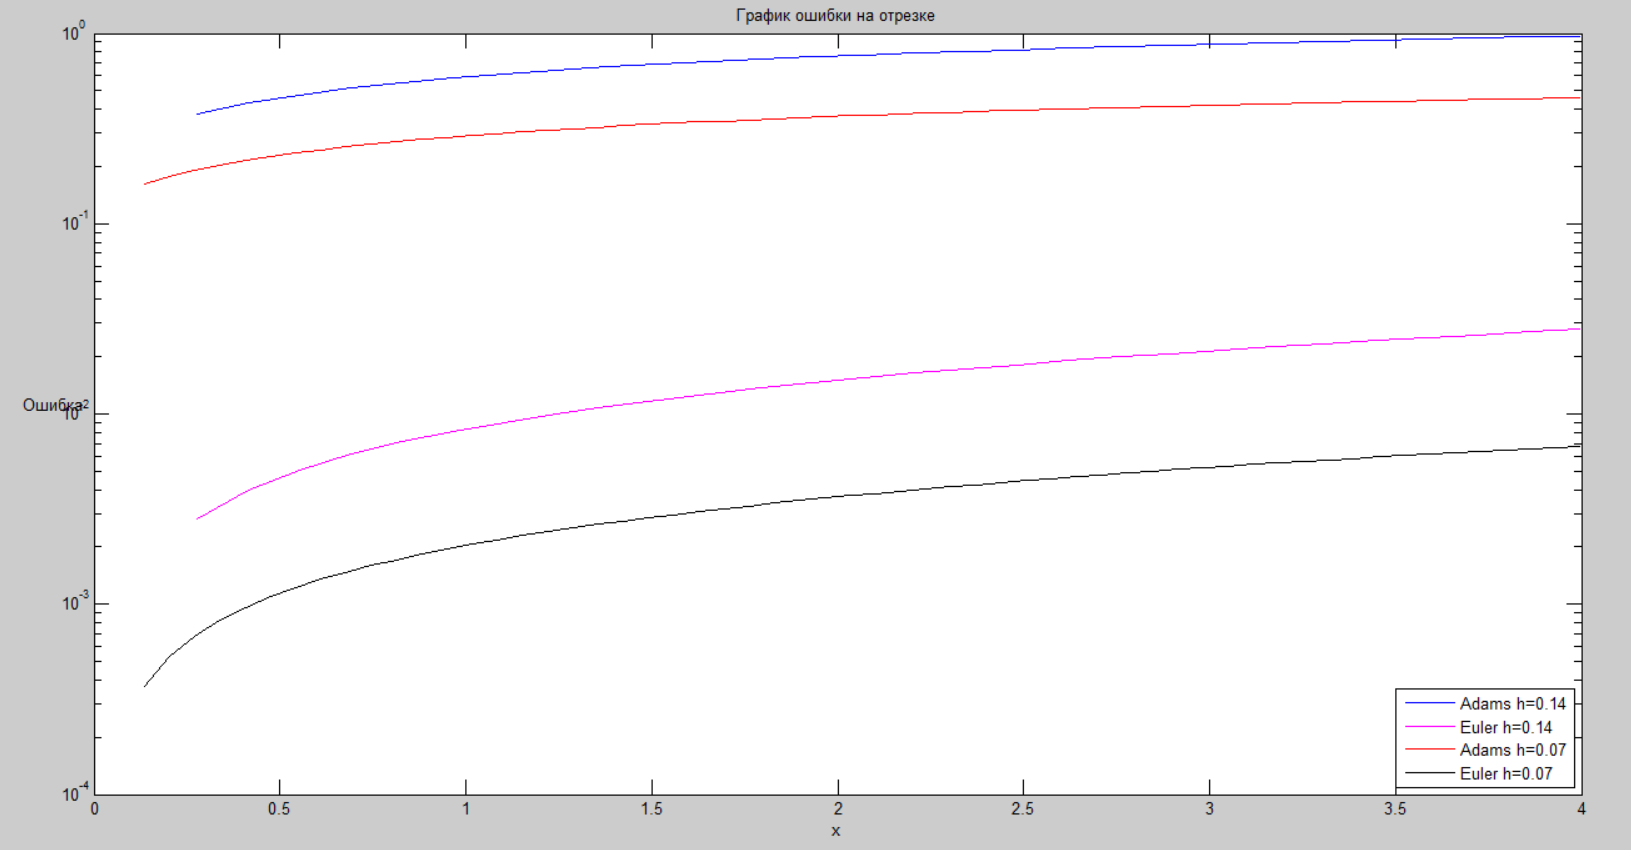 График ошибки на отрезке
10^0
10^-1
Ошибка
10^-2
10^-3
10^-4
0 0.5 1 1.5 2 2.5 3 3.5 4
x
Adams h=0.14
Euler h=0.14
Adams h=0.07
Euler h=0.07